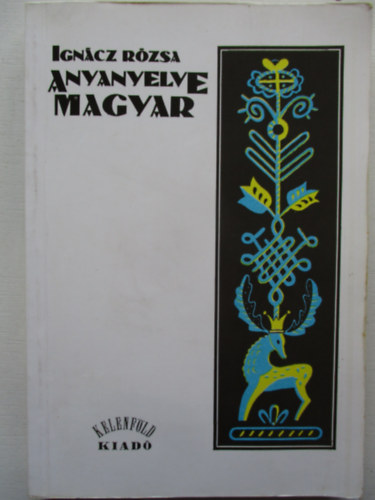 IGNÁCZ RÓZSA
ANYANYELVE
MAGYAR
KELENFÖLD
KIADÓ